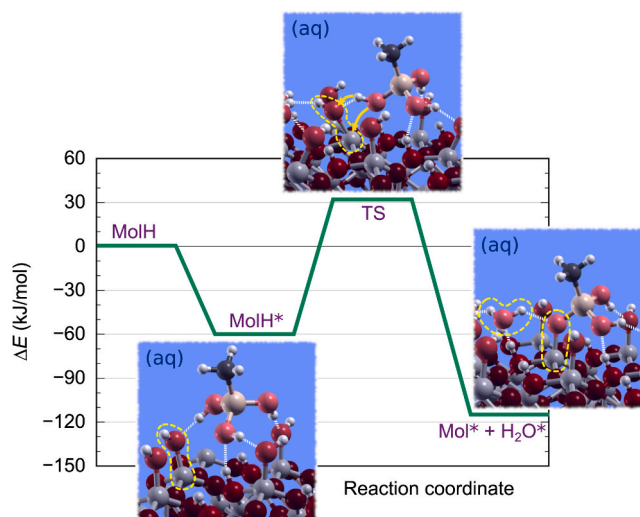 (aq)
60
30
0
−30
−60
−90
−120
−150
ΔE (kJ/mol)
MolH
TS
MolH*
(aq)
(aq)
Mol* + H₂O*
Reaction coordinate